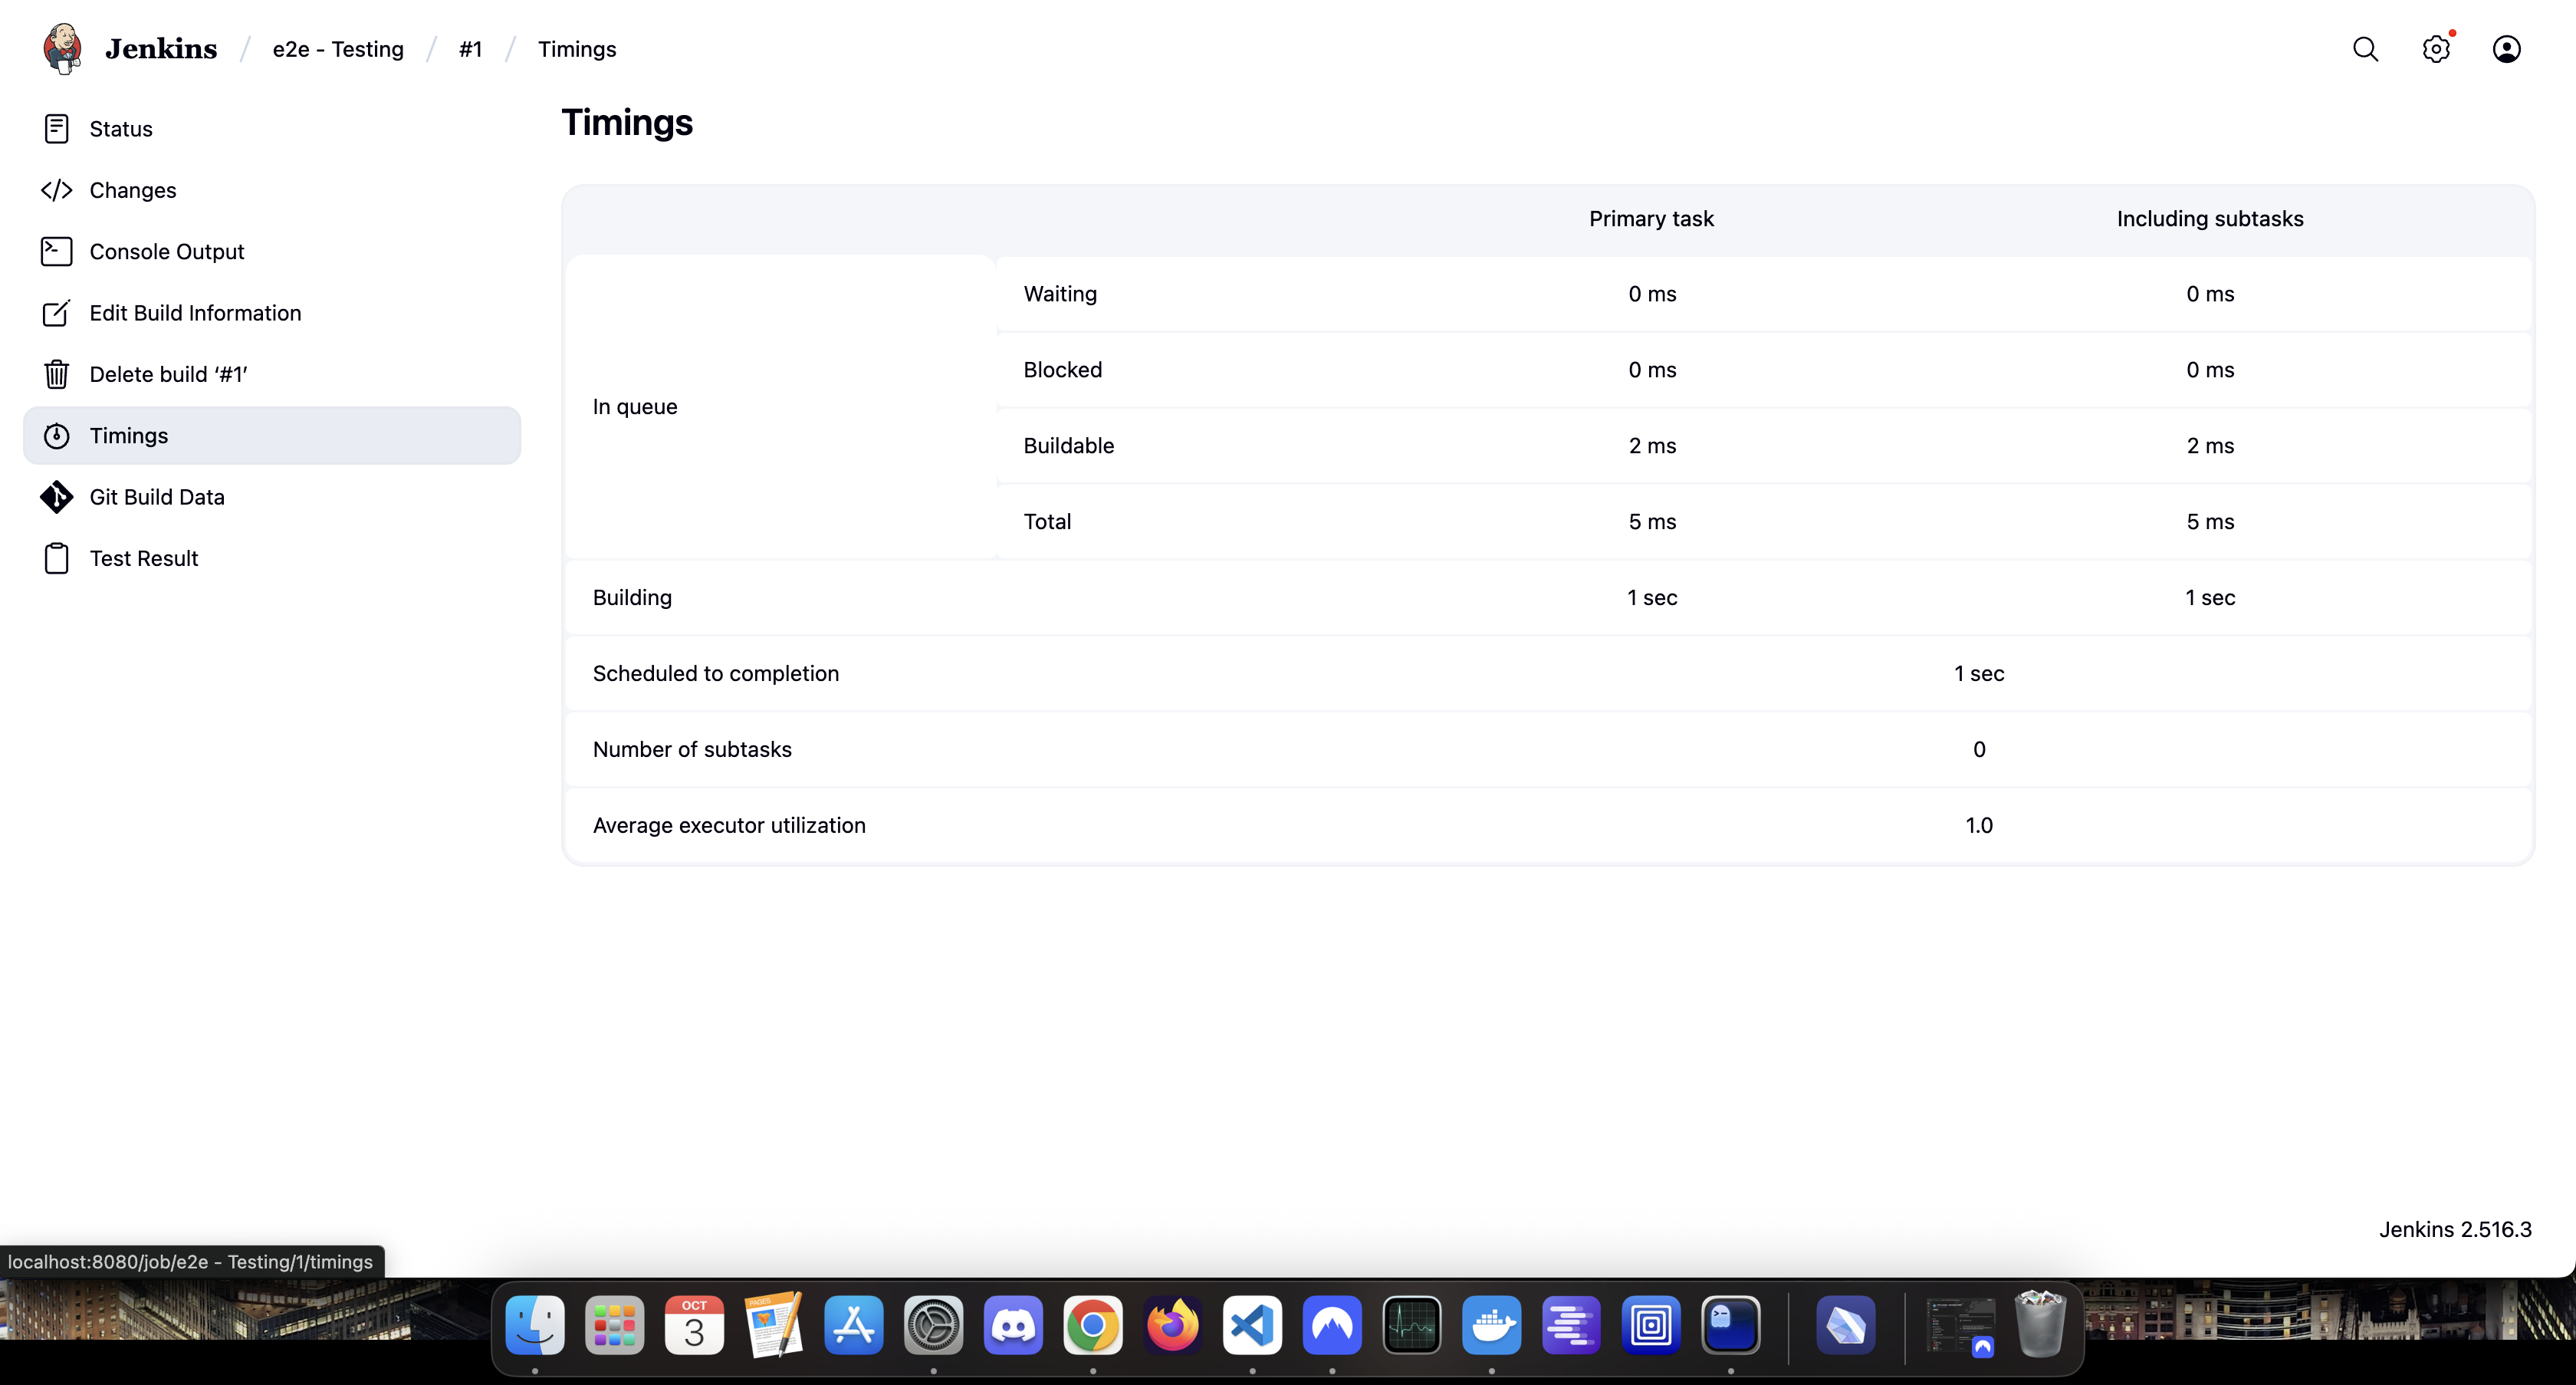 Jenkins / e2e - Testing / #1 / Timings
Status
Changes
Console Output
Edit Build Information
Delete build ‘#1’
Timings
Git Build Data
Test Result
Timings
Primary task Including subtasks
In queue
Waiting 0 ms 0 ms
Blocked 0 ms 0 ms
Buildable 2 ms 2 ms
Total 5 ms 5 ms
Building 1 sec 1 sec
Scheduled to completion 1 sec
Number of subtasks 0
Average executor utilization 1.0
Jenkins 2.516.3
localhost:8080/job/e2e - Testing/1/timings
OCT
3
PAGES